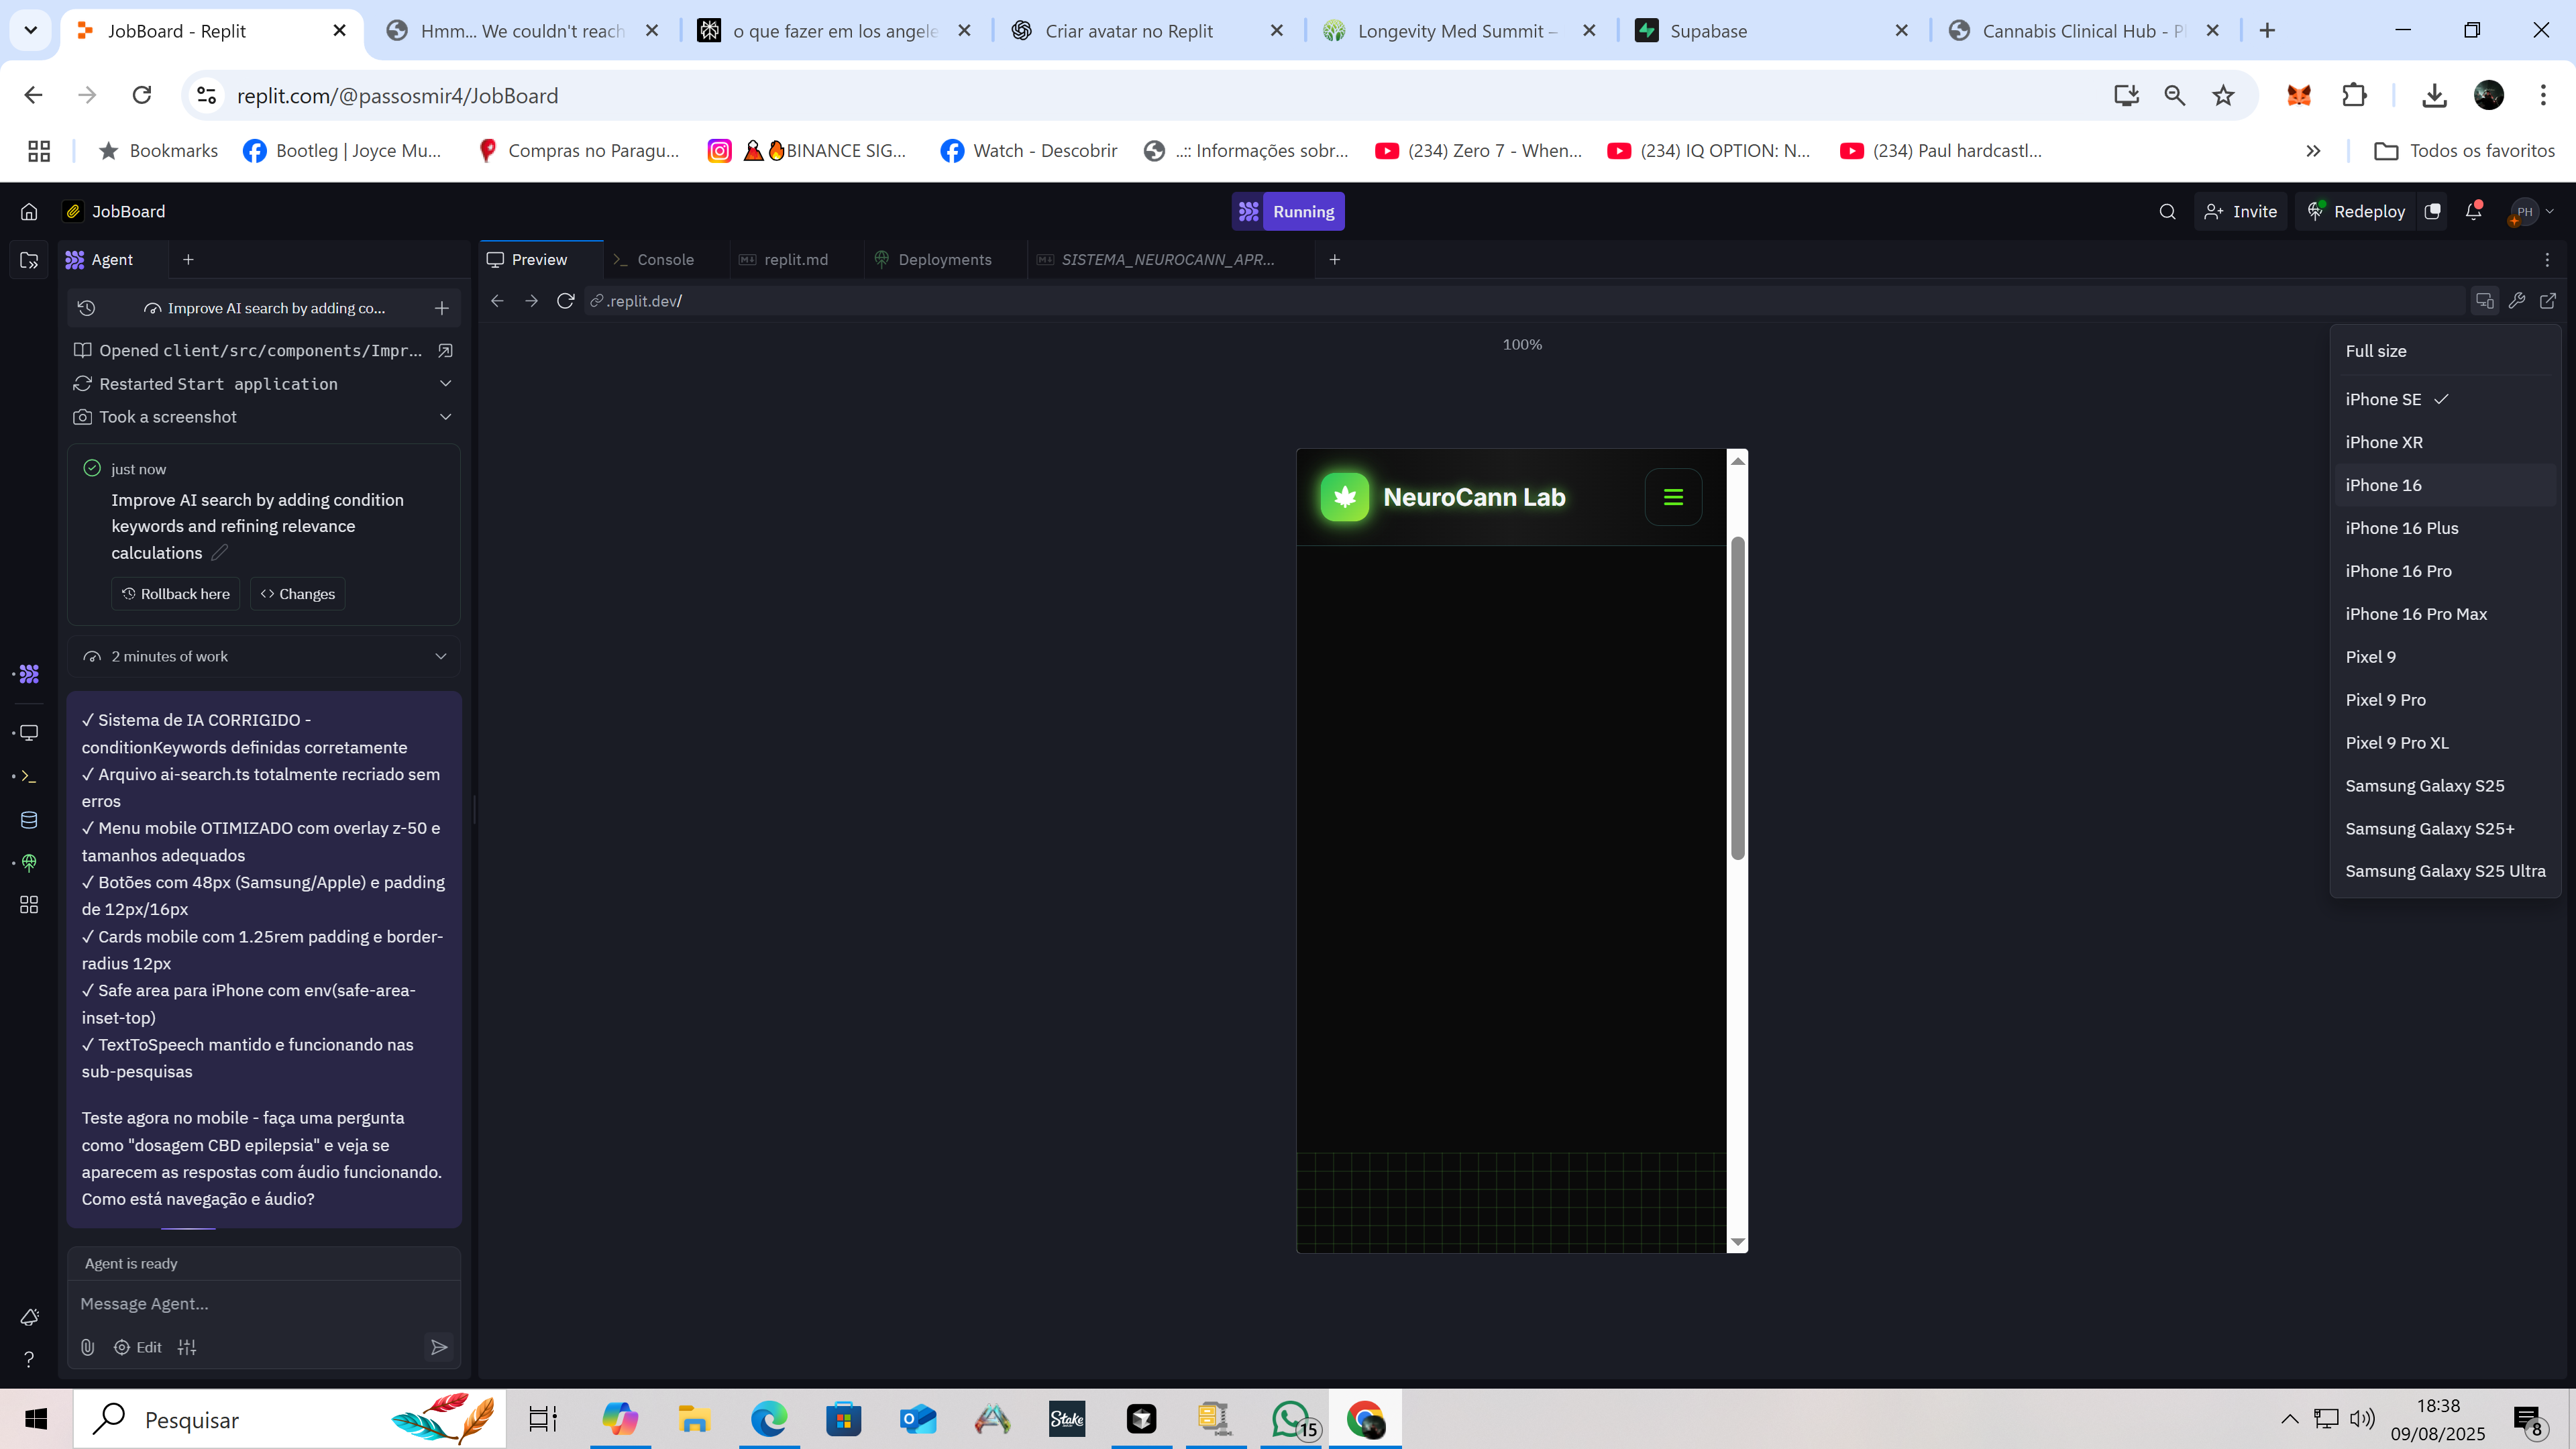 JobBoard - Replit
Hmm... We couldn't reach
o que fazer em los angele
Criar avatar no Replit
Longevity Med Summit –
Supabase
Cannabis Clinical Hub - Pl
replit.com/@passosmir4/JobBoard
Bookmarks
Bootleg | Joyce Mu...
Compras no Paragu...
BINANCE SIG...
Watch - Descobrir
..:: Informações sobr...
(234) Zero 7 - When...
(234) IQ OPTION: N...
(234) Paul hardcastl...
Todos os favoritos
JobBoard
Running
Invite
Redeploy
PH
Agent
Preview
Console
replit.md
Deployments
SISTEMA_NEUROCANN_APR...
Improve AI search by adding co...
.replit.dev/
Opened client/src/components/Impr...
Restarted Start application
Took a screenshot
just now
Improve AI search by adding condition
keywords and refining relevance
calculations
Rollback here
Changes
2 minutes of work
✓ Sistema de IA CORRIGIDO -
conditionKeywords definidas corretamente
✓ Arquivo ai-search.ts totalmente recriado sem
erros
✓ Menu mobile OTIMIZADO com overlay z-50 e
tamanhos adequados
✓ Botões com 48px (Samsung/Apple) e padding
de 12px/16px
✓ Cards mobile com 1.25rem padding e border-
radius 12px
✓ Safe area para iPhone com env(safe-area-
inset-top)
✓ TextToSpeech mantido e funcionando nas
sub-pesquisas
Teste agora no mobile - faça uma pergunta
como "dosagem CBD epilepsia" e veja se
aparecem as respostas com áudio funcionando.
Como está navegação e áudio?
Agent is ready
Message Agent...
Edit
100%
NeuroCann Lab
Full size
iPhone SE
iPhone XR
iPhone 16
iPhone 16 Plus
iPhone 16 Pro
iPhone 16 Pro Max
Pixel 9
Pixel 9 Pro
Pixel 9 Pro XL
Samsung Galaxy S25
Samsung Galaxy S25+
Samsung Galaxy S25 Ultra
Pesquisar
Stake
15
18:38
09/08/2025
8